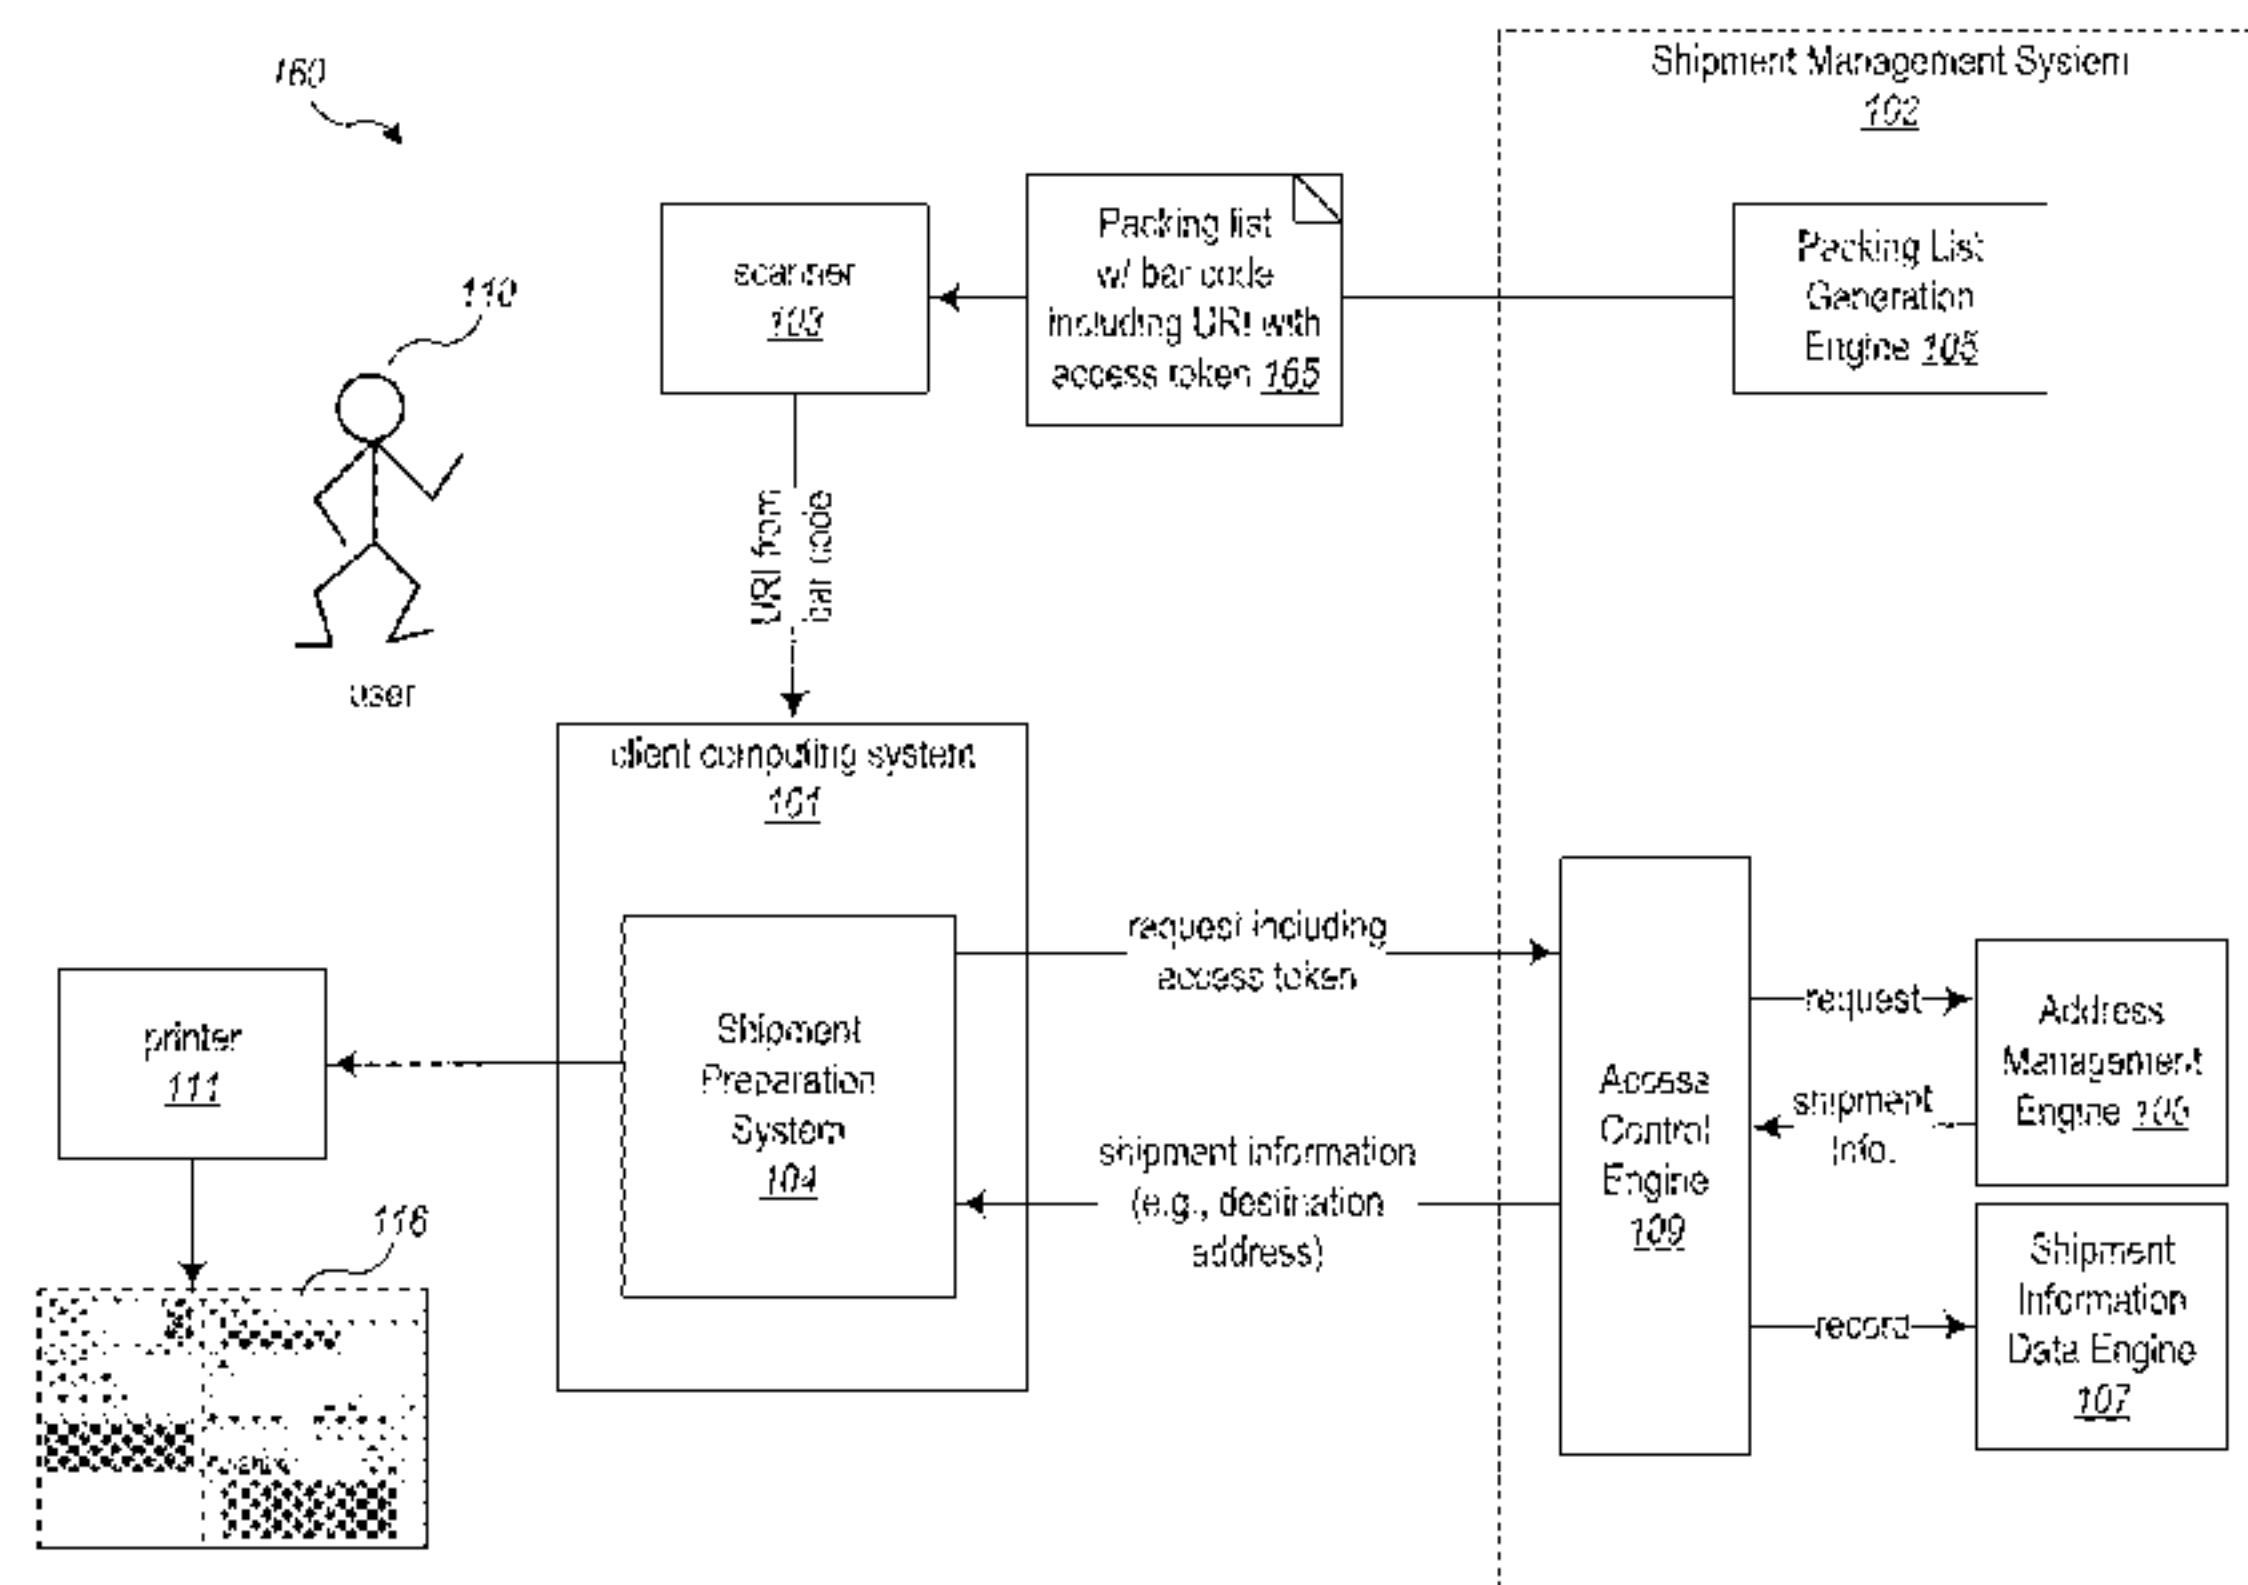 160
Shipment Management System
102
110
scanner
103
Packing list
w/ bar code
including URI with
access token 165
Packing List
Generation
Engine 105
URI from
bar code
user
client computing system
101
request including
access token
printer
111
Shipment
Preparation
System
104
Access
Control
Engine
109
request
shipment
info.
Address
Management
Engine 106
shipment information
(e.g., destination
address)
116
record
Shipment
Information
Data Engine
107